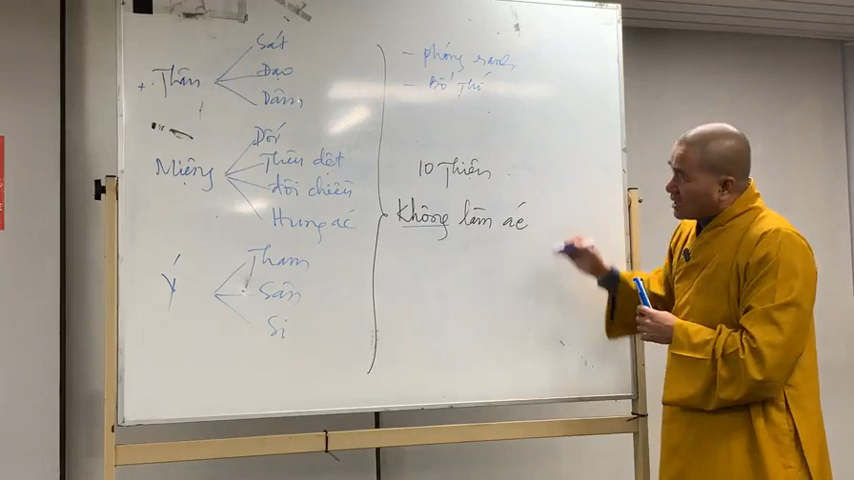 Sát
+ Thân
Đạo
Dâm
Dối
Miệng
Thêu dệt
đôi chiều
Hung ác
Ý
Tham
Sân
Si
- phóng sanh
- Bố Thí
10 Thiện
Không làm ác